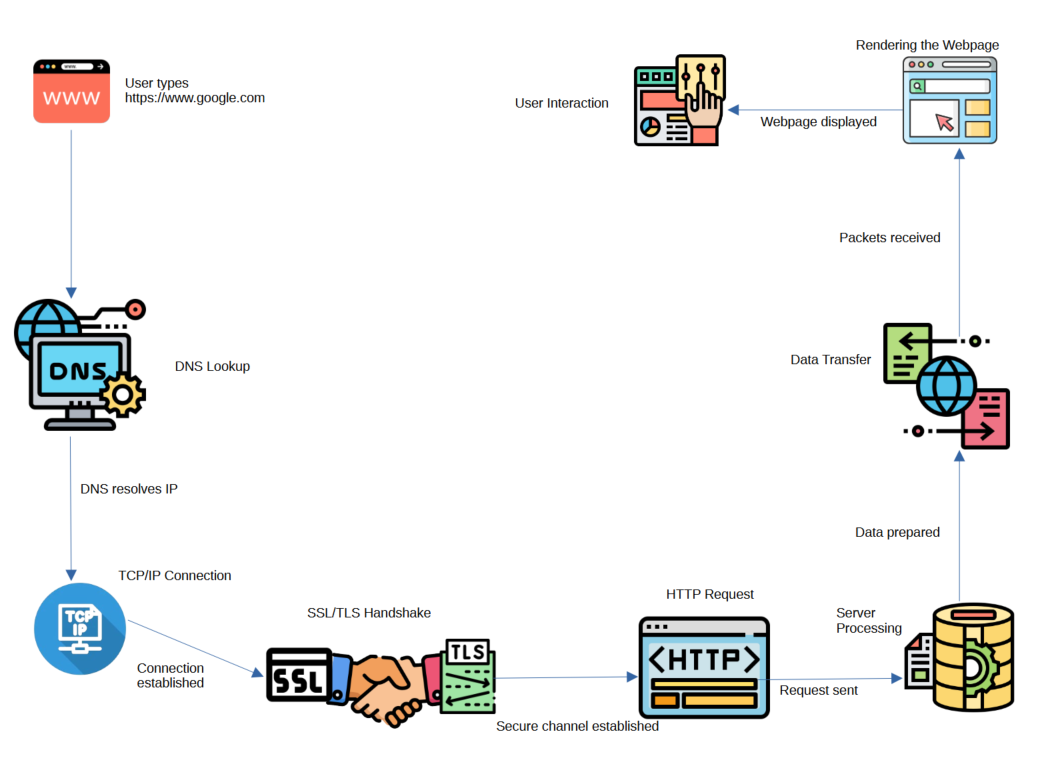 www.
WWW
User types
https://www.google.com
DNS
DNS Lookup
DNS resolves IP
TCP/IP Connection
TCP
IP
Connection
established
SSL/TLS Handshake
SSL
TLS
Secure channel established
HTTP Request
<HTTP>
Request sent
Server
Processing
Data prepared
Data Transfer
Packets received
Rendering the Webpage
Webpage displayed
User Interaction